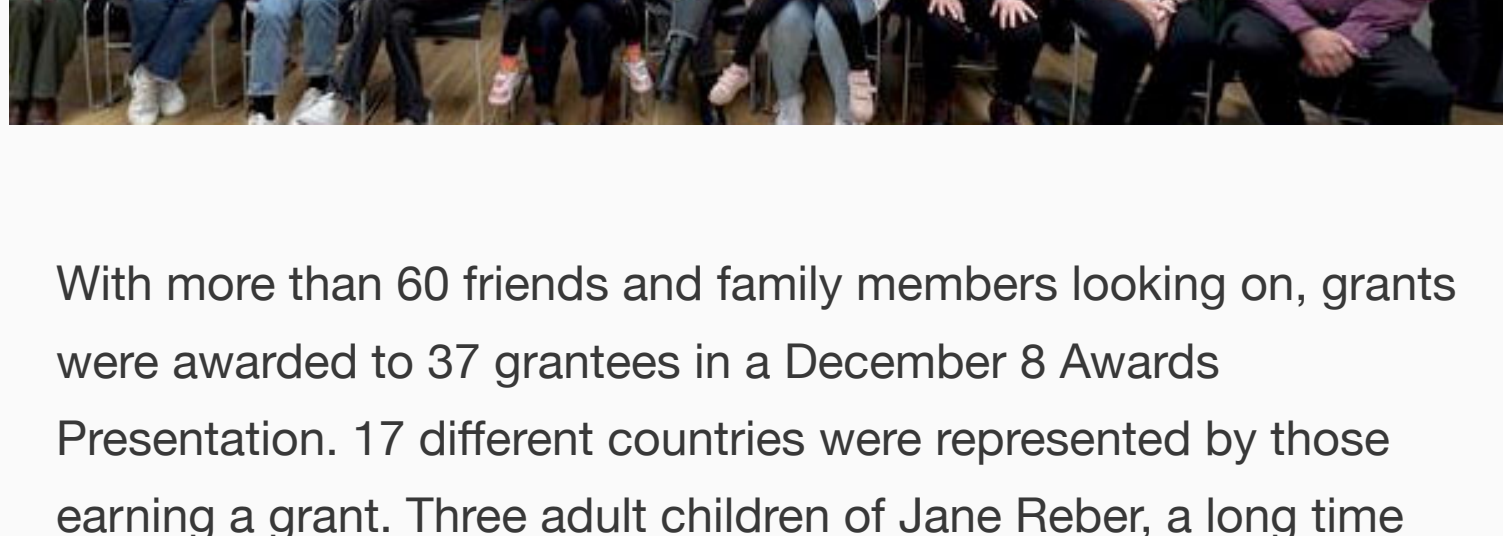 With more than 60 friends and family members looking on, grants
were awarded to 37 grantees in a December 8 Awards
Presentation. 17 different countries were represented by those
earning a grant. Three adult children of Jane Reber, a long time